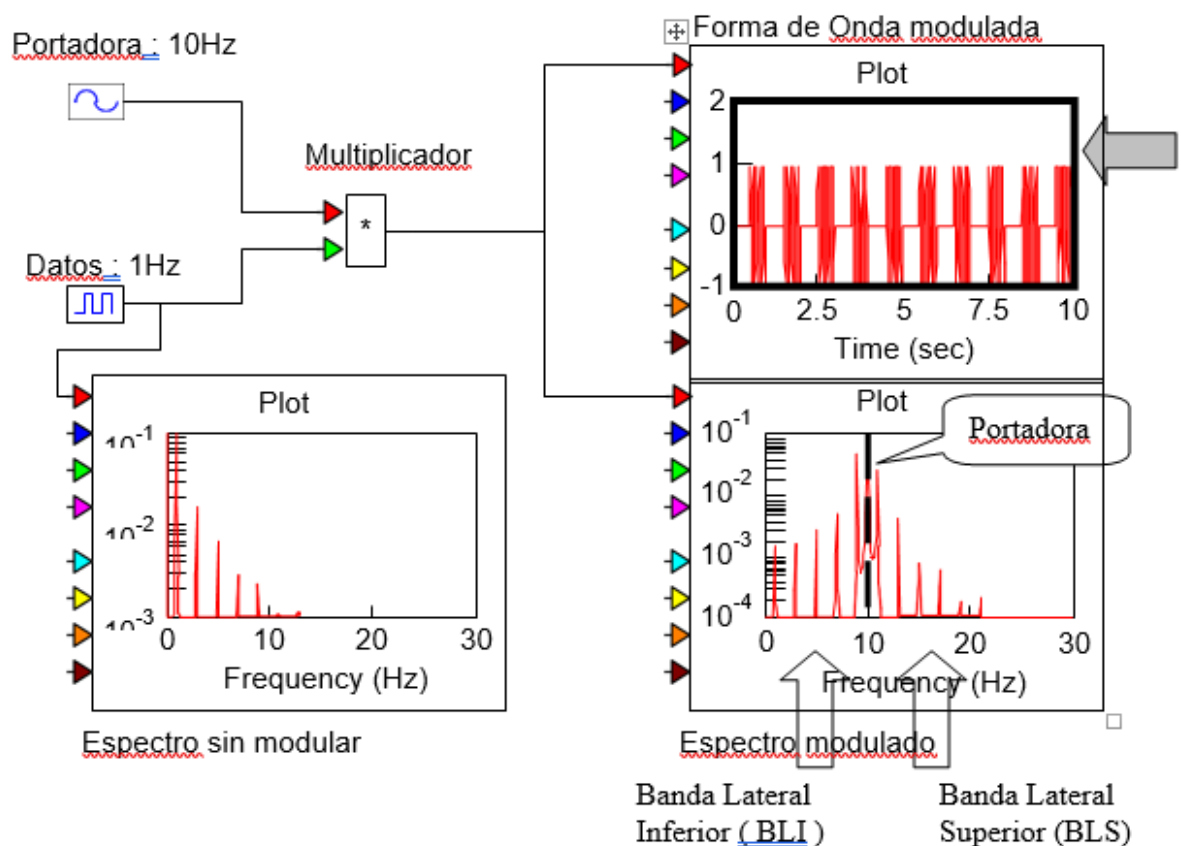 Portadora : 10Hz
Multiplicador
*
Datos : 1Hz
Forma de Onda modulada
Plot
2
1
0
-1
0 2.5 5 7.5 10
Time (sec)
Plot
10-1
10-2
10-3
0 10 20 30
Frequency (Hz)
Espectro sin modular
Plot
Portadora
10-1
10-2
10-3
10-4
0 10 20 30
Frequency (Hz)
Espectro modulado
Banda Lateral
Inferior ( BLI )
Banda Lateral
Superior (BLS)